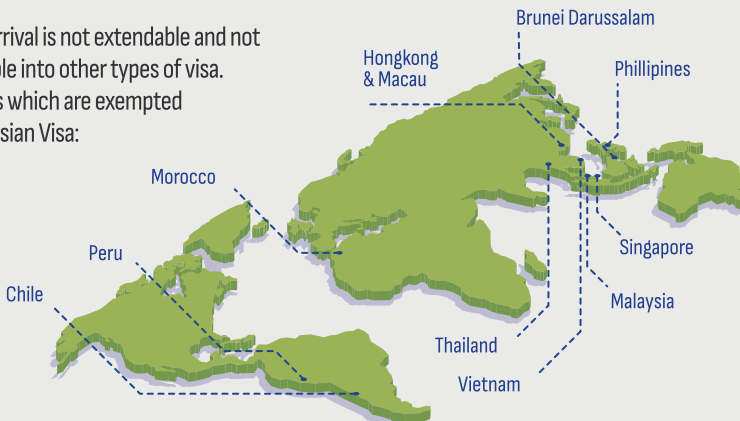 rrival is not extendable and not
ble into other types of visa.
s which are exempted
sian Visa:
Brunei Darussalam
Hongkong
& Macau
Phillipines
Morocco
Peru
Chile
Singapore
Malaysia
Thailand
Vietnam